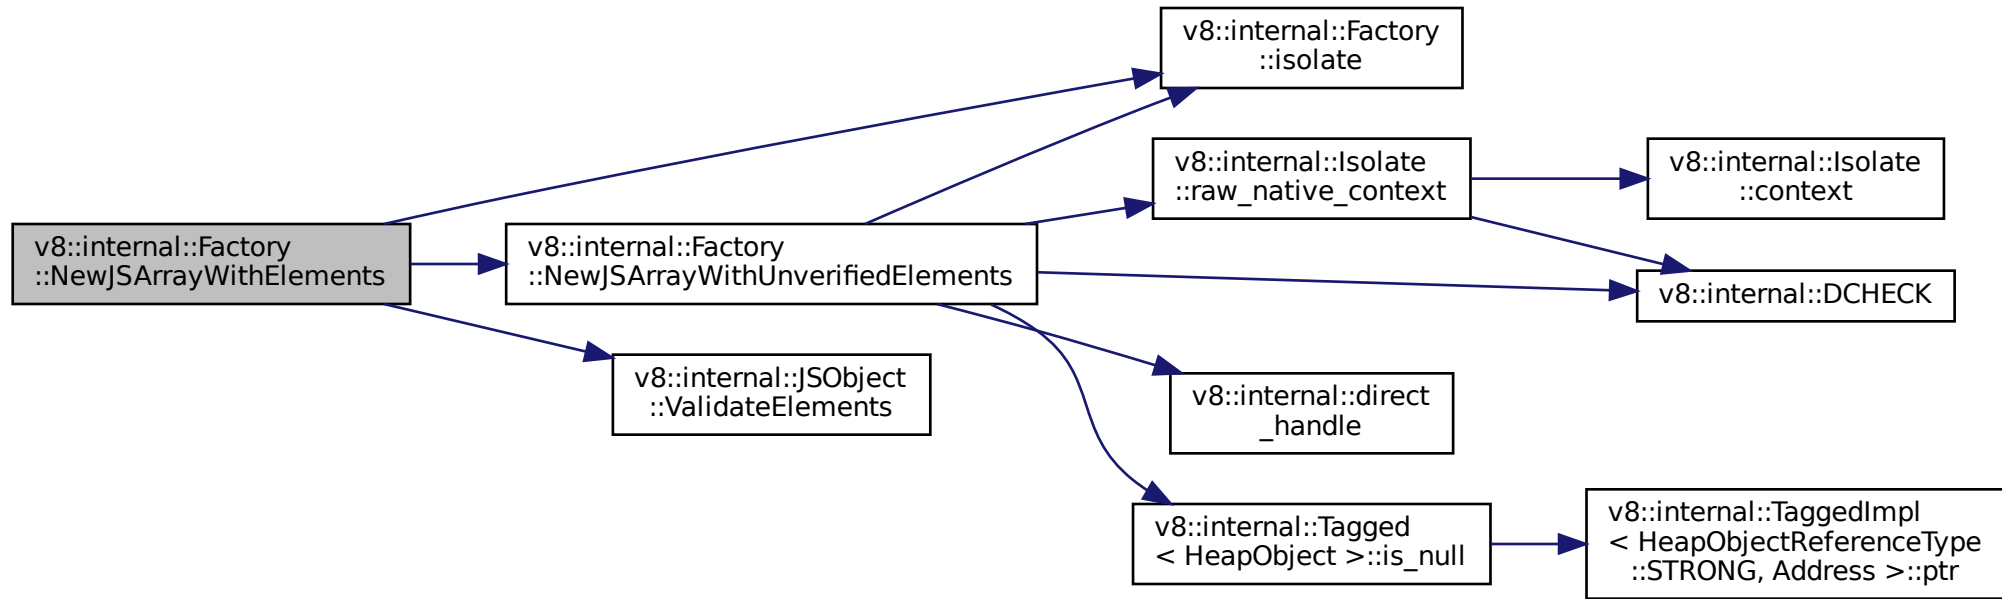 v8::internal::Factory
::isolate
v8::internal::Isolate
::raw_native_context
v8::internal::Isolate
::context
v8::internal::Factory
::NewJSArrayWithElements
v8::internal::Factory
::NewJSArrayWithUnverifiedElements
v8::internal::DCHECK
v8::internal::JSObject
::ValidateElements
v8::internal::direct
_handle
v8::internal::Tagged
< HeapObject >::is_null
v8::internal::TaggedImpl
< HeapObjectReferenceType
::STRONG, Address >::ptr